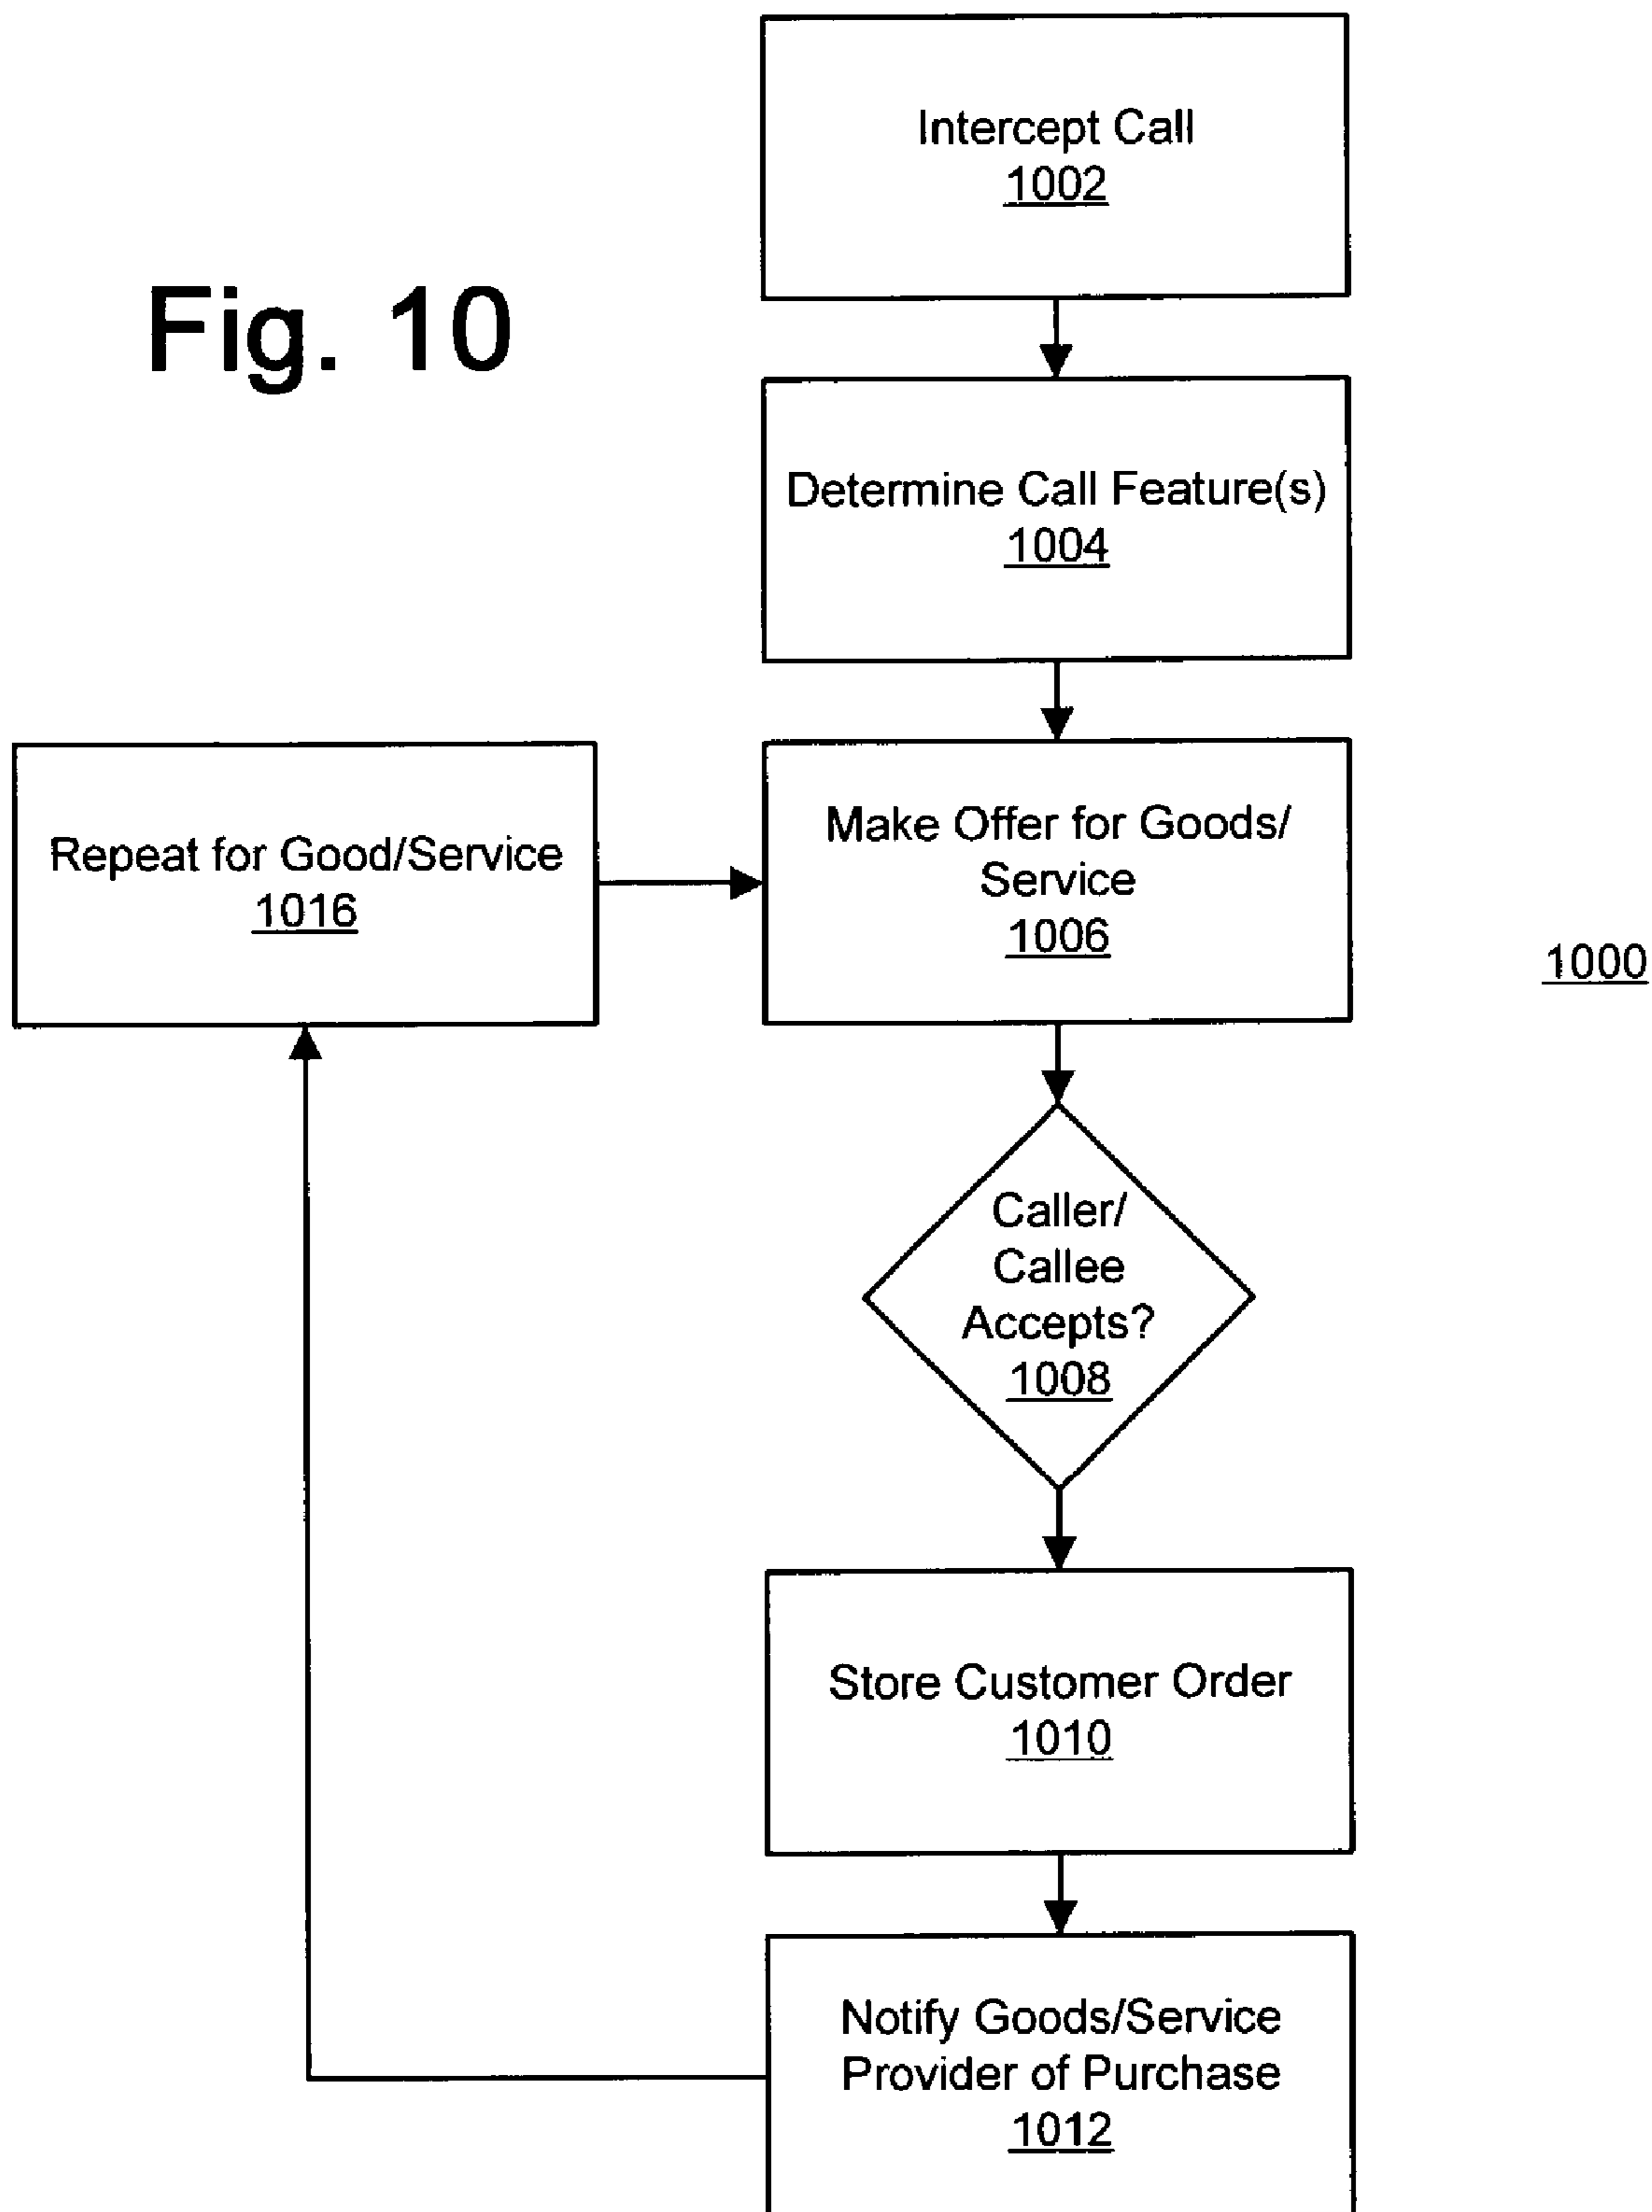 Intercept Call
1002
Fig. 10
Determine Call Feature(s)
1004
Repeat for Good/Service
1016
Make Offer for Goods/
Service
1006
1000
Caller/
Callee
Accepts?
1008
Store Customer Order
1010
Notify Goods/Service
Provider of Purchase
1012